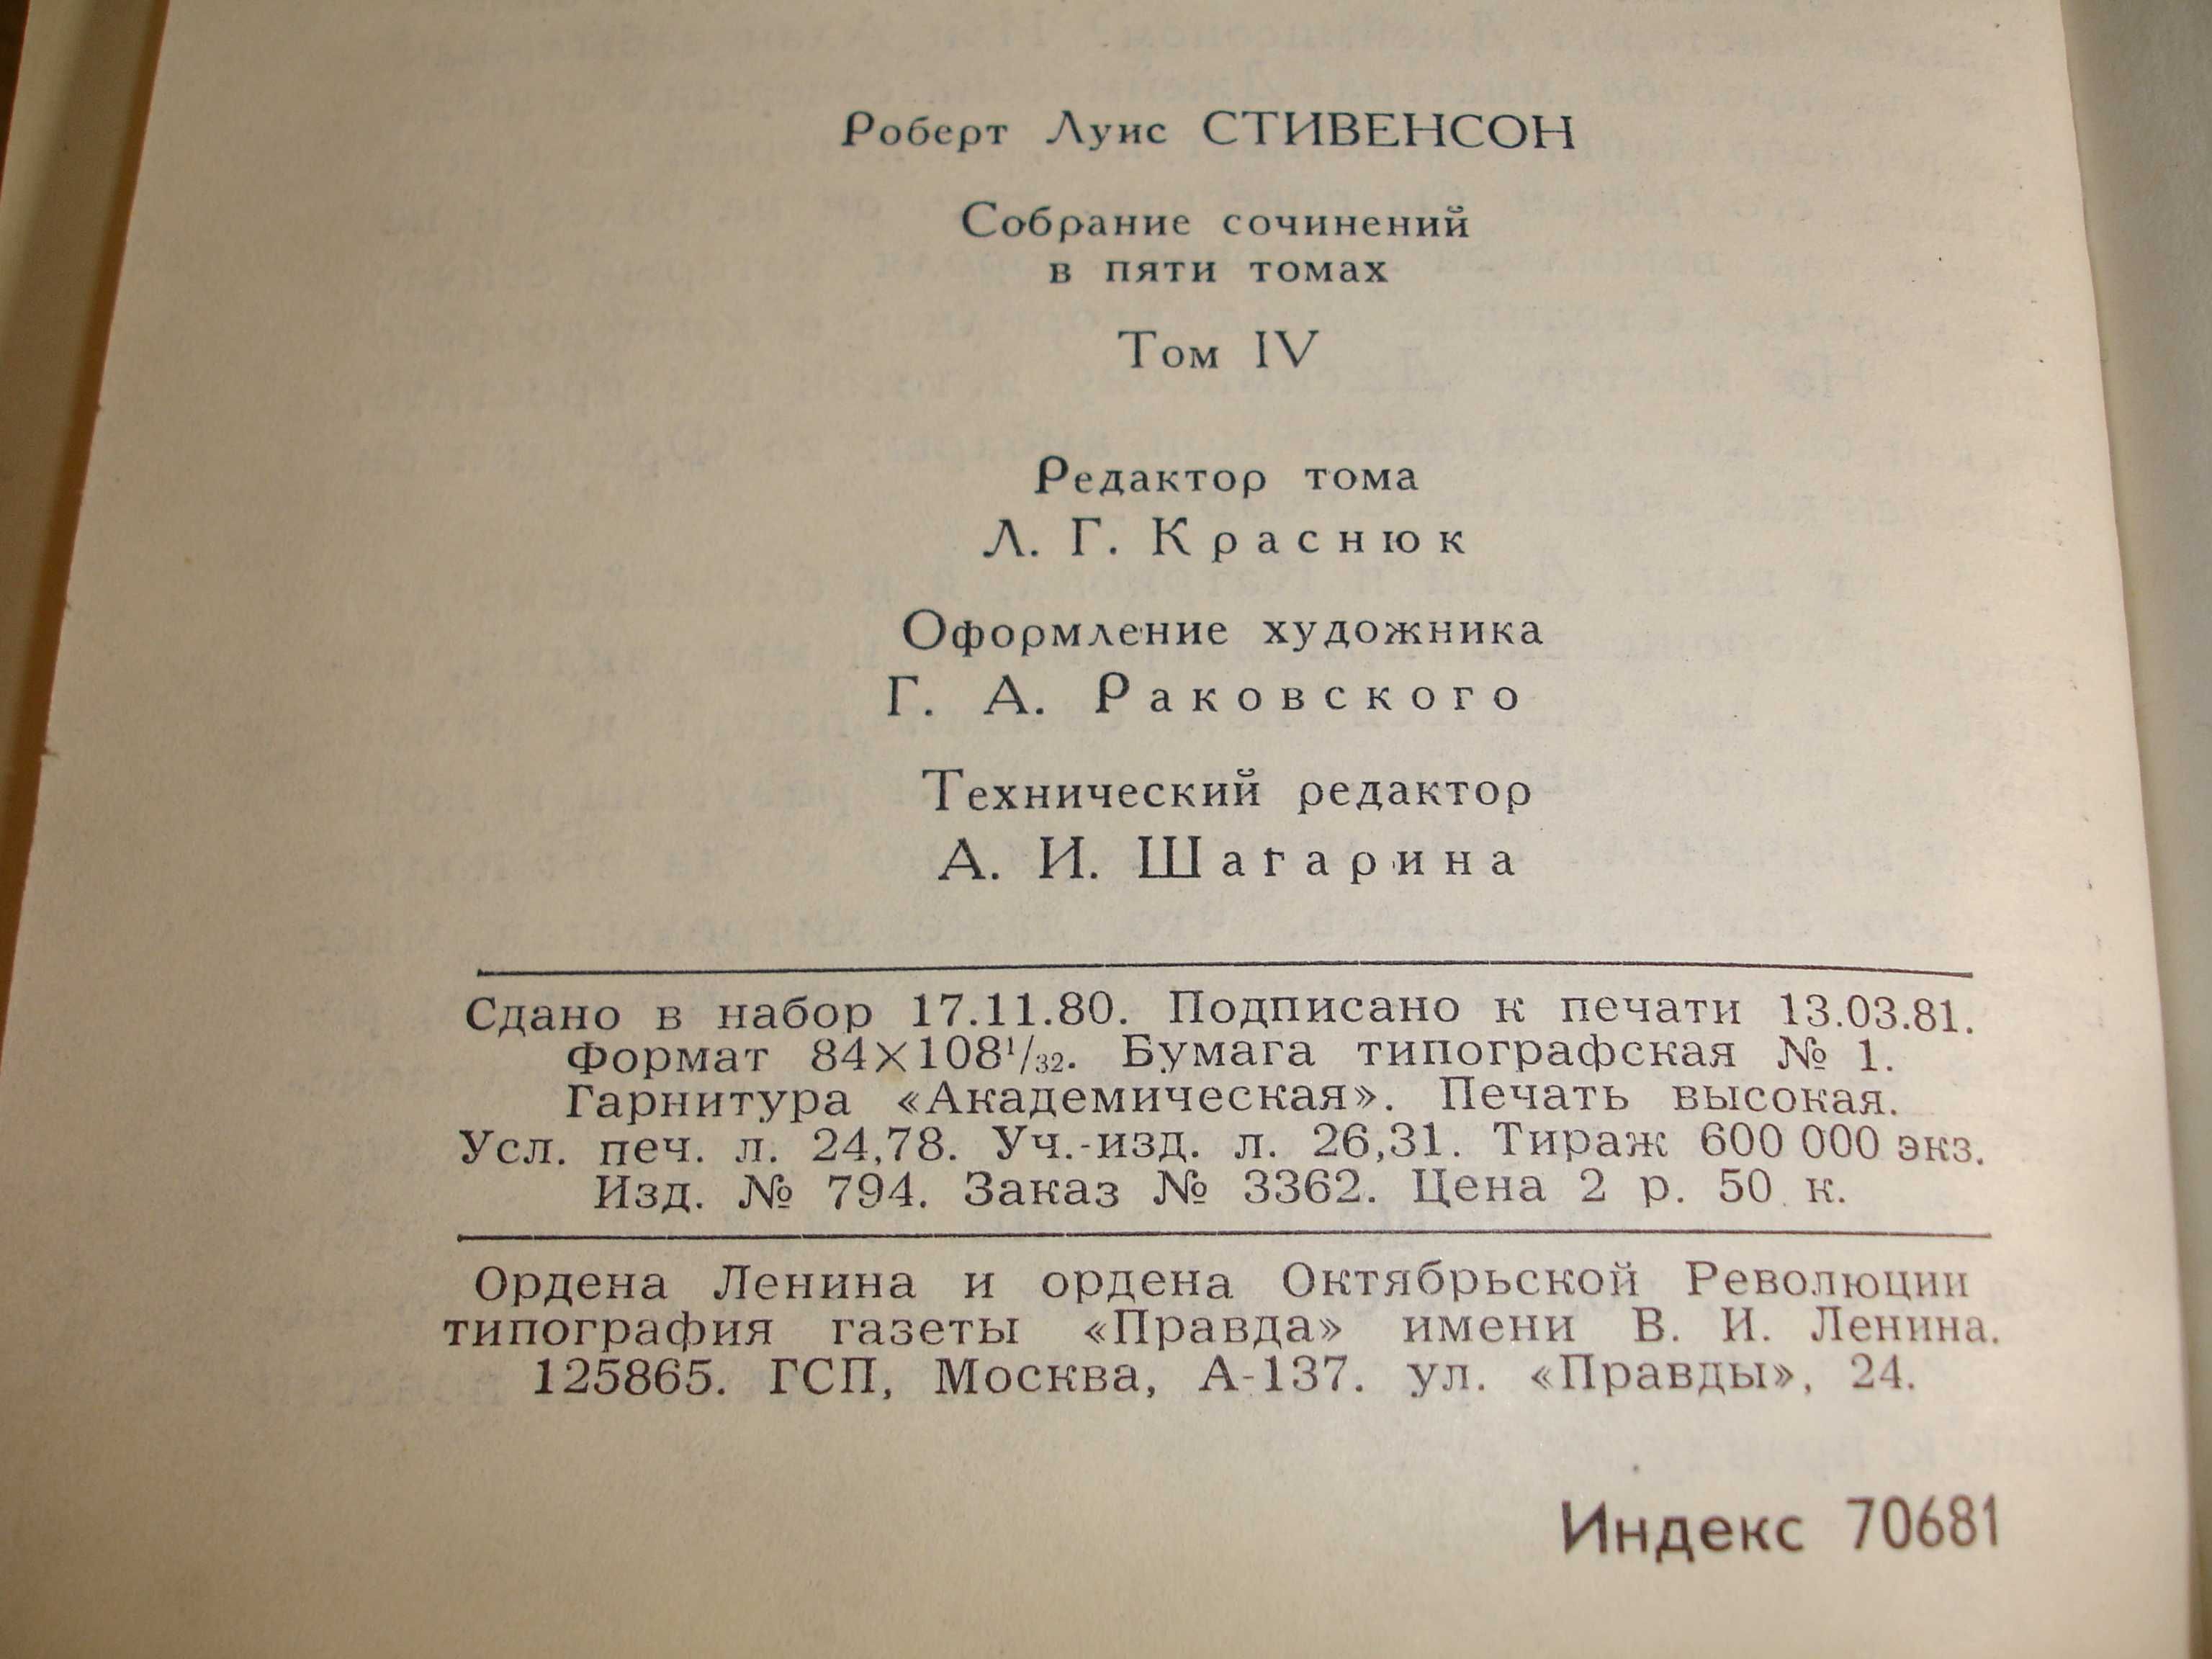 Роберт Луис СТИВЕНСОН
Собрание сочинений
в пяти томах
Том IV
Редактор тома
Л. Г. Краснюк
Оформление художника
Г. А. Раковского
Технический редактор
А. И. Шагарина
Сдано в набор 17.11.80. Подписано к печати 13.03.81.
Формат 84×108¹/₃₂. Бумага типографская № 1.
Гарнитура «Академическая». Печать высокая.
Усл. печ. л. 24,78. Уч.-изд. л. 26,31. Тираж 600 000 экз.
Изд. № 794. Заказ № 3362. Цена 2 р. 50 к.
Ордена Ленина и ордена Октябрьской Революции
типография газеты «Правда» имени В. И. Ленина.
125865. ГСП, Москва, А-137. ул. «Правды», 24.
Индекс 70681